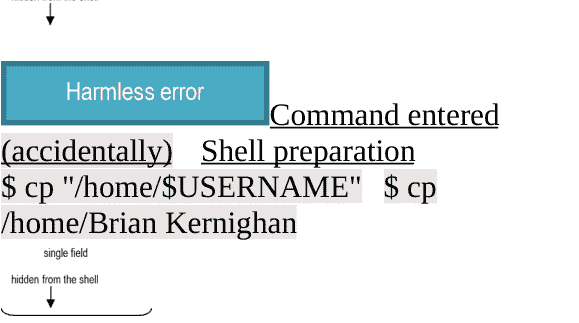 hidden from the shell
Harmless error
Command entered
(accidentally) Shell preparation
$ cp "/home/$USERNAME" $ cp
/home/Brian Kernighan
single field
hidden from the shell